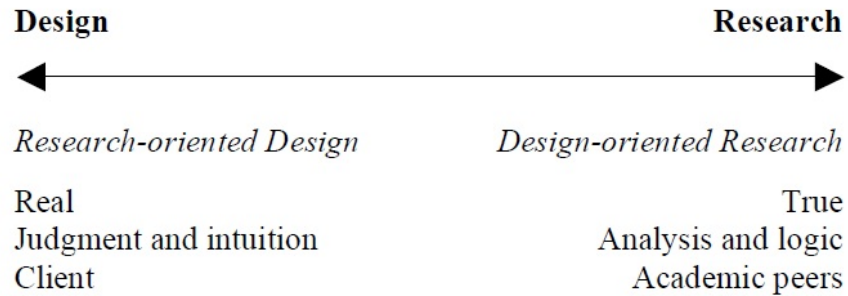 Design Research
Research-oriented Design Design-oriented Research
Real True
Judgment and intuition Analysis and logic
Client Academic peers